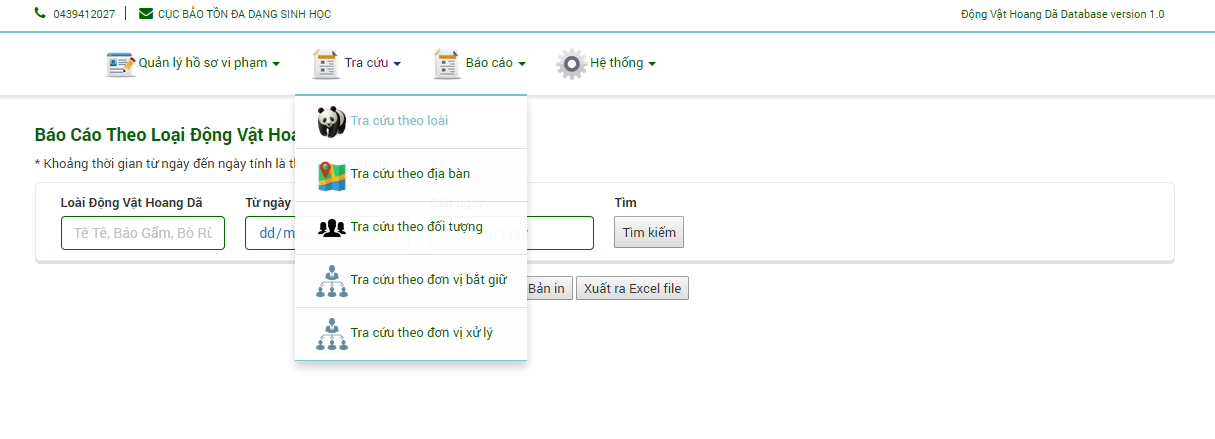 0439412027 | CỤC BẢO TỒN ĐA DẠNG SINH HỌC
Động Vật Hoang Dã Database version 1.0
Quản lý hồ sơ vi phạm
Tra cứu
Báo cáo
Hệ thống
Tra cứu theo loài
Tra cứu theo địa bàn
Tra cứu theo đối tượng
Tra cứu theo đơn vị bắt giữ
Tra cứu theo đơn vị xử lý
Báo Cáo Theo Loại Động Vật Hoa
* Khoảng thời gian từ ngày đến ngày tính là th
Loài Động Vật Hoang Dã
Từ ngày
Đến ngày
Tìm
Tê Tê, Báo Gấm, Bò Rừ
dd/m
yyyy
Tìm kiếm
Bản in
Xuất ra Excel file